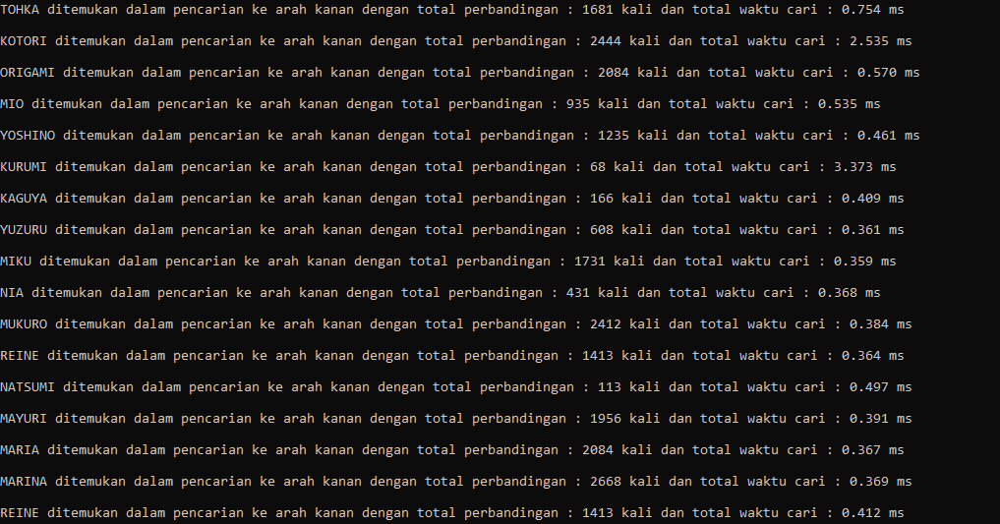 TOHKA ditemukan dalam pencarian ke arah kanan dengan total perbandingan : 1681 kali dan total waktu cari : 0.754 ms
KOTORI ditemukan dalam pencarian ke arah kanan dengan total perbandingan : 2444 kali dan total waktu cari : 2.535 ms
ORIGAMI ditemukan dalam pencarian ke arah kanan dengan total perbandingan : 2084 kali dan total waktu cari : 0.570 ms
MIO ditemukan dalam pencarian ke arah kanan dengan total perbandingan : 935 kali dan total waktu cari : 0.535 ms
YOSHINO ditemukan dalam pencarian ke arah kanan dengan total perbandingan : 1235 kali dan total waktu cari : 0.461 ms
KURUMI ditemukan dalam pencarian ke arah kanan dengan total perbandingan : 68 kali dan total waktu cari : 3.373 ms
KAGUYA ditemukan dalam pencarian ke arah kanan dengan total perbandingan : 166 kali dan total waktu cari : 0.409 ms
YUZURU ditemukan dalam pencarian ke arah kanan dengan total perbandingan : 608 kali dan total waktu cari : 0.361 ms
MIKU ditemukan dalam pencarian ke arah kanan dengan total perbandingan : 1731 kali dan total waktu cari : 0.359 ms
NIA ditemukan dalam pencarian ke arah kanan dengan total perbandingan : 431 kali dan total waktu cari : 0.368 ms
MUKURO ditemukan dalam pencarian ke arah kanan dengan total perbandingan : 2412 kali dan total waktu cari : 0.384 ms
REINE ditemukan dalam pencarian ke arah kanan dengan total perbandingan : 1413 kali dan total waktu cari : 0.364 ms
NATSUMI ditemukan dalam pencarian ke arah kanan dengan total perbandingan : 113 kali dan total waktu cari : 0.497 ms
MAYURI ditemukan dalam pencarian ke arah kanan dengan total perbandingan : 1956 kali dan total waktu cari : 0.391 ms
MARIA ditemukan dalam pencarian ke arah kanan dengan total perbandingan : 2084 kali dan total waktu cari : 0.367 ms
MARINA ditemukan dalam pencarian ke arah kanan dengan total perbandingan : 2668 kali dan total waktu cari : 0.369 ms
REINE ditemukan dalam pencarian ke arah kanan dengan total perbandingan : 1413 kali dan total waktu cari : 0.412 ms